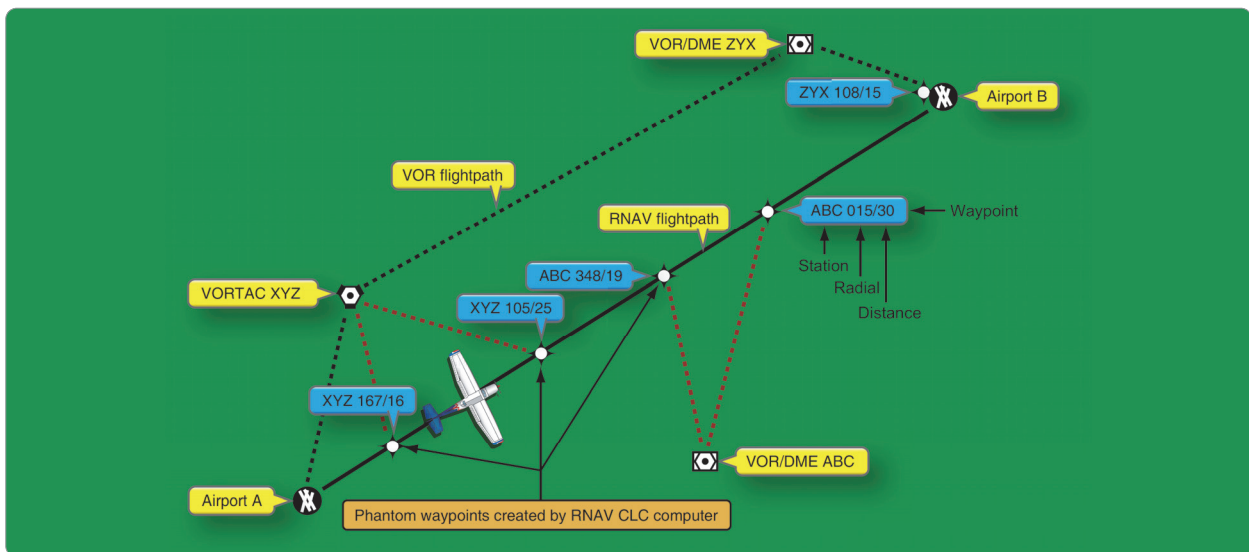 VOR/DME ZYX
ZYX 108/15
Airport B
VOR flightpath
RNAV flightpath
ABC 015/30
Waypoint
Station
Radial
Distance
ABC 348/19
VORTAC XYZ
XYZ 105/25
XYZ 167/16
VOR/DME ABC
Airport A
Phantom waypoints created by RNAV CLC computer